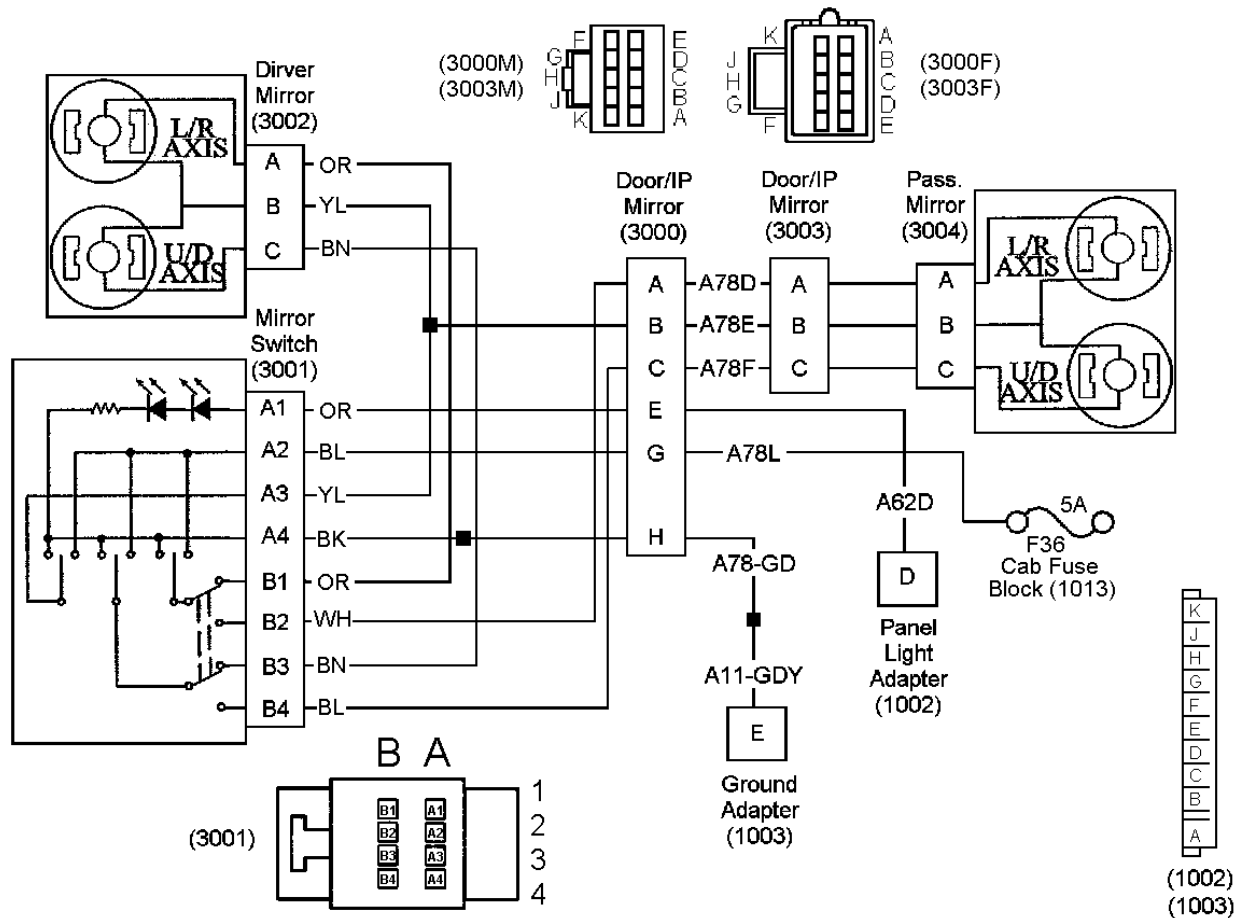 Dirver
Mirror
(3002)
L/R
AXIS
U/D
AXIS
A
B
C
OR
YL
BN
(3000M)
(3003M)
F
G
H
J
K
E
D
C
B
A
K
J
H
G
F
A
B
C
D
E
(3000F)
(3003F)
Door/IP
Mirror
(3000)
Door/IP
Mirror
(3003)
Pass.
Mirror
(3004)
A A78D A A
B A78E B B
C A78F C C
E
G A78L
H
L/R
AXIS
U/D
AXIS
Mirror
Switch
(3001)
A1 OR
A2 BL
A3 YL
A4 BK
B1 OR
B2 WH
B3 BN
B4 BL
A62D
5A
F36
Cab Fuse
Block (1013)
A78-GD
D
Panel
Light
Adapter
(1002)
A11-GDY
E
Ground
Adapter
(1003)
K
J
H
G
F
E
D
C
B
A
(1002)
(1003)
B A
(3001)
B1 A1 1
B2 A2 2
B3 A3 3
B4 A4 4